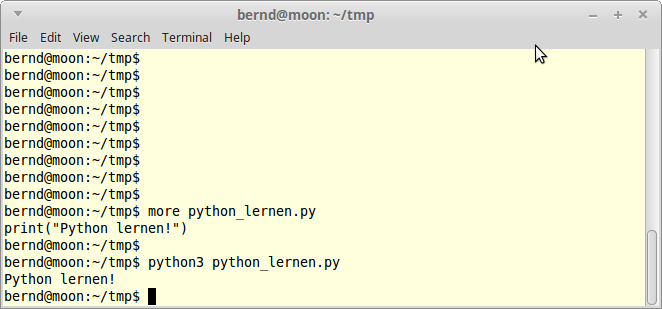 bernd@moon: ~/tmp
File Edit View Search Terminal Help
bernd@moon:~/tmp$
bernd@moon:~/tmp$
bernd@moon:~/tmp$
bernd@moon:~/tmp$
bernd@moon:~/tmp$
bernd@moon:~/tmp$
bernd@moon:~/tmp$
bernd@moon:~/tmp$
bernd@moon:~/tmp$
bernd@moon:~/tmp$ more python_lernen.py
print("Python lernen!")
bernd@moon:~/tmp$
bernd@moon:~/tmp$ python3 python_lernen.py
Python lernen!
bernd@moon:~/tmp$